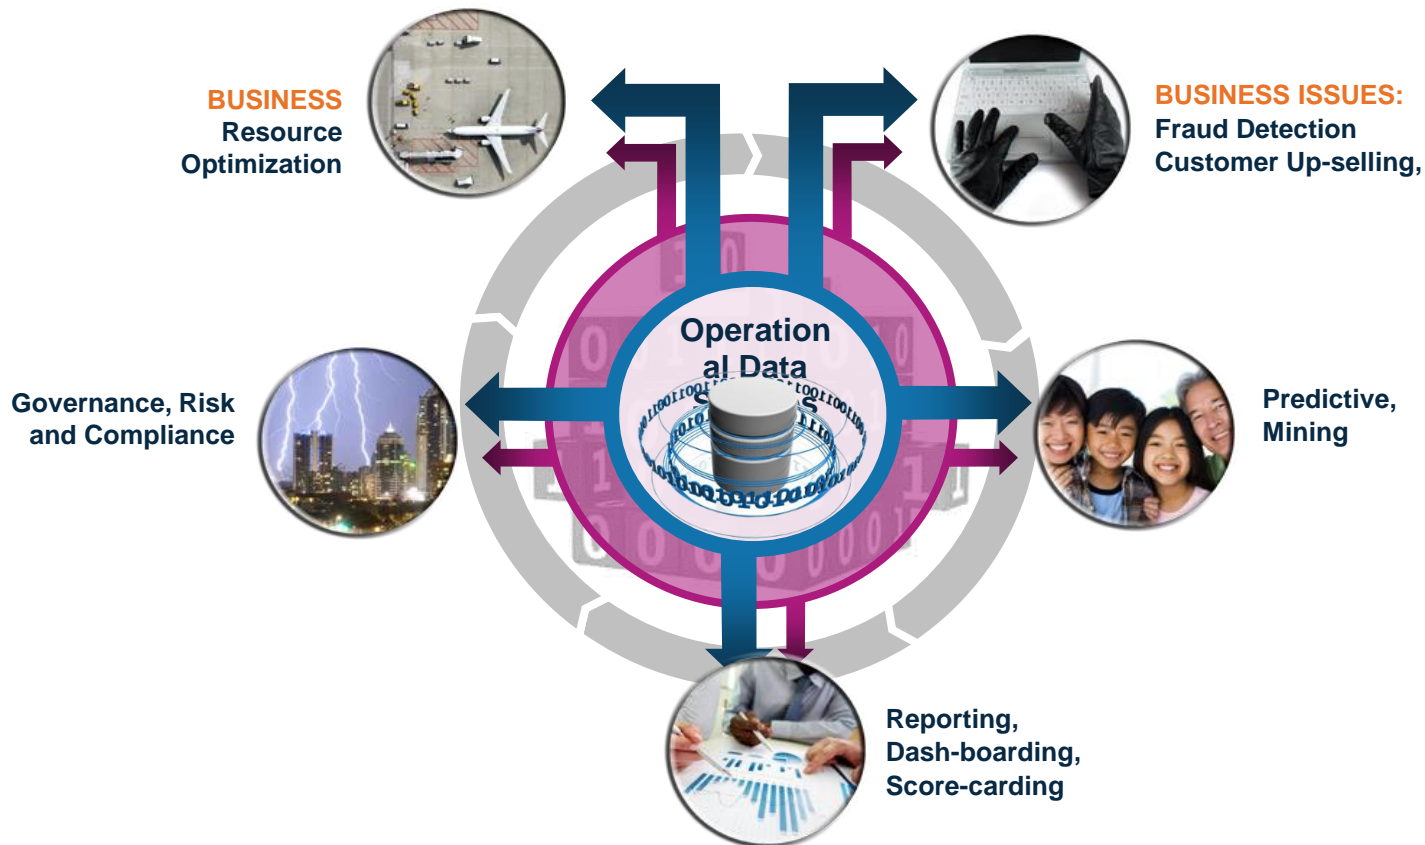 BUSINESS
Resource
Optimization
BUSINESS ISSUES:
Fraud Detection
Customer Up-selling,
Operation
al Data
Governance, Risk
and Compliance
Predictive,
Mining
Reporting,
Dash-boarding,
Score-carding